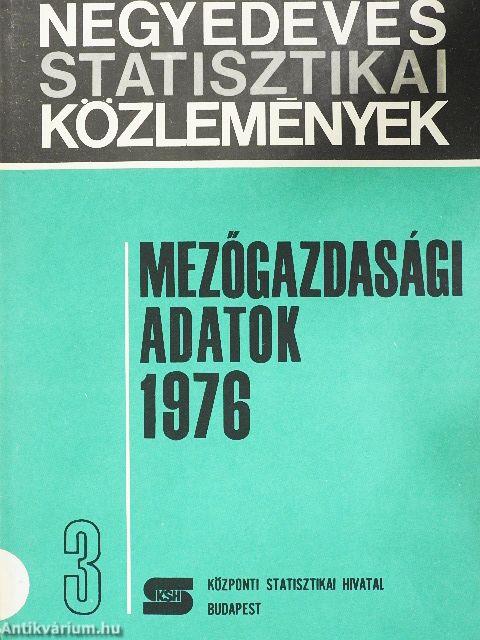 NEGYEDÉVES
STATISZTIKAI
KÖZLEMÉNYEK
MEZŐGAZDASÁGI
ADATOK
1976
3
KSH
KÖZPONTI STATISZTIKAI HIVATAL
BUDAPEST
Antikvárium.hu